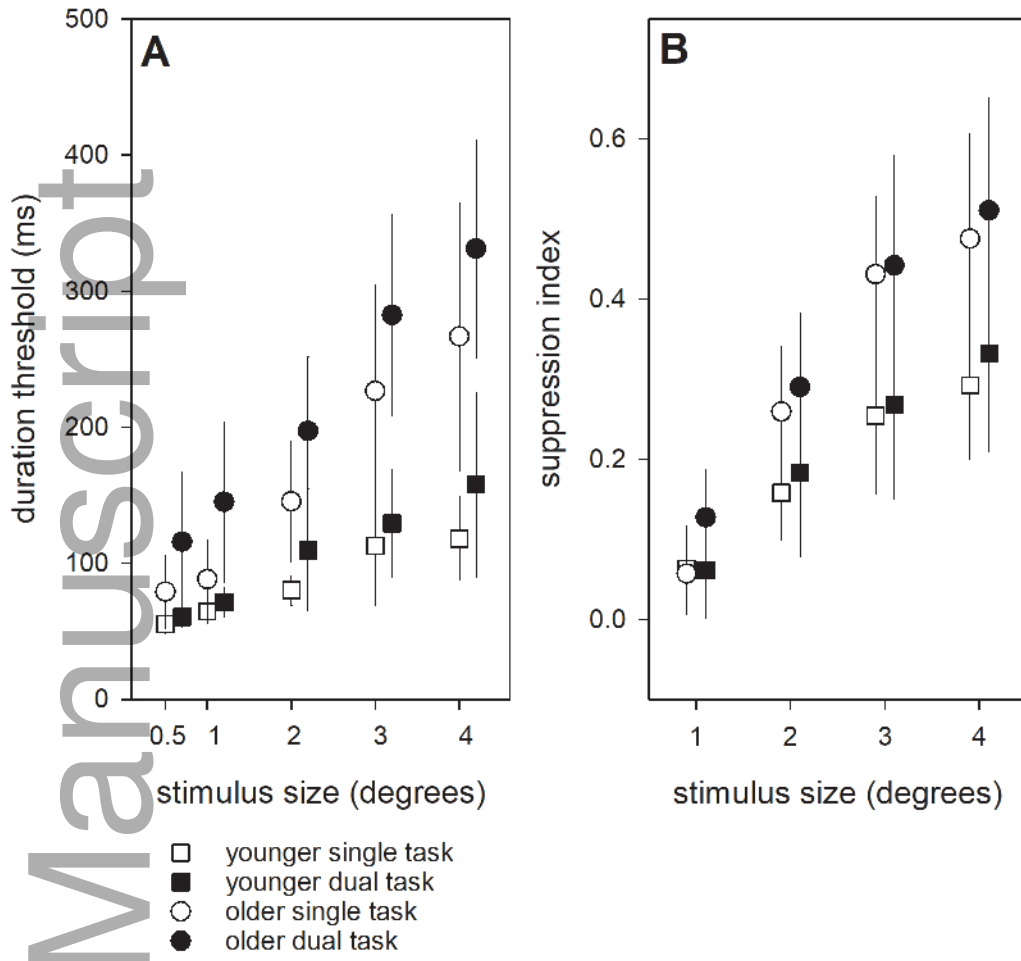 Manuscript
A
500
400
300
200
100
0
duration threshold (ms)
0.5 1 2 3 4
stimulus size (degrees)
B
0.6
0.4
0.2
0.0
suppression index
1 2 3 4
stimulus size (degrees)
younger single task
younger dual task
older single task
older dual task